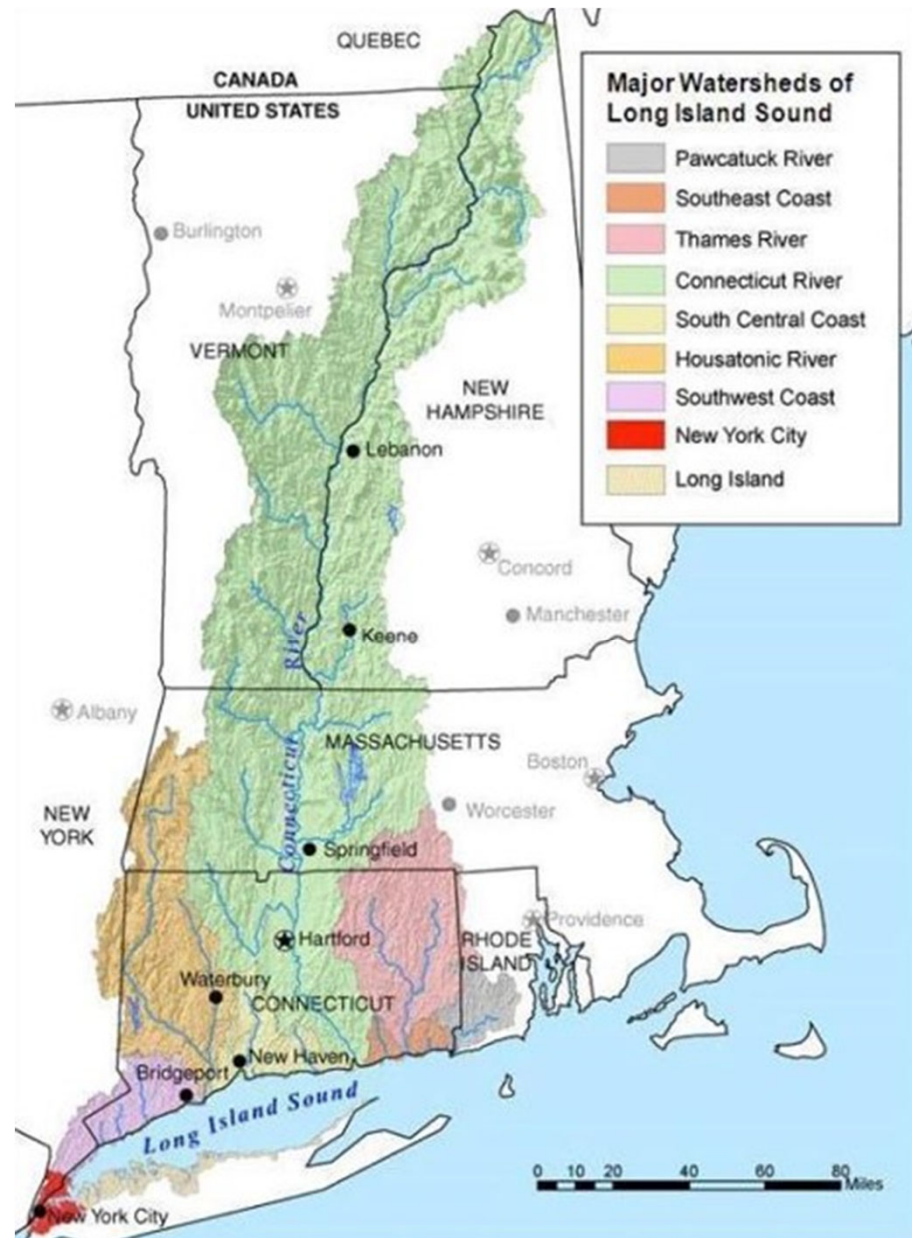 QUEBEC
CANADA
UNITED STATES
Major Watersheds of
Long Island Sound
Pawcatuck River
Southeast Coast
Thames River
Connecticut River
South Central Coast
Housatonic River
Southwest Coast
New York City
Long Island
Burlington
Montpelier
VERMONT
NEW
HAMPSHIRE
Lebanon
Concord
Manchester
Keene
Connecticut River
Albany
MASSACHUSETTS
Boston
NEW
YORK
Worcester
Springfield
Providence
Hartford
RHODE
ISLAND
Waterbury
CONNECTICUT
New Haven
Bridgeport
Long Island Sound
0 10 20 40 60 80
Miles
New York City